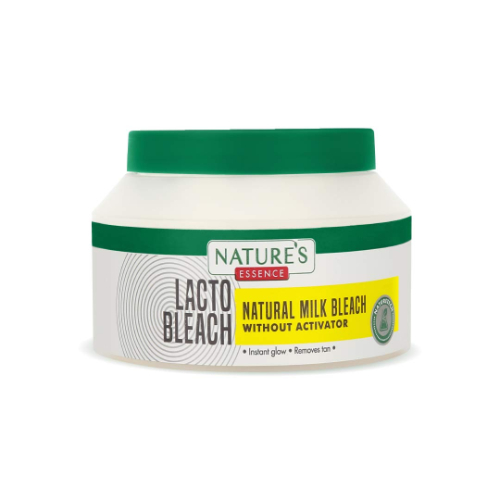 NATURE'S
ESSENCE
LACTO
BLEACH
NATURAL MILK BLEACH
WITHOUT ACTIVATOR
• Instant glow • Removes tan •